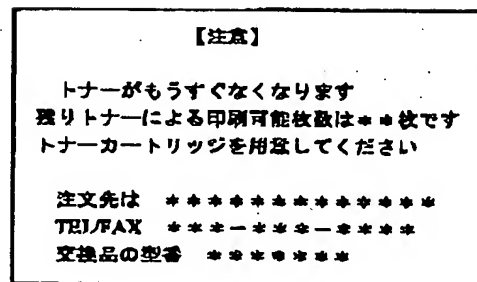 【注意】
トナーがもうすぐなくなります
残りトナーによる印刷可能枚数は＊＊枚です
トナーカートリッジを用意してください
注文先は ＊＊＊＊＊＊＊＊＊＊＊＊＊
TEL/FAX ＊＊＊－＊＊＊－＊＊＊＊
交換品の型番 ＊＊＊＊＊＊＊